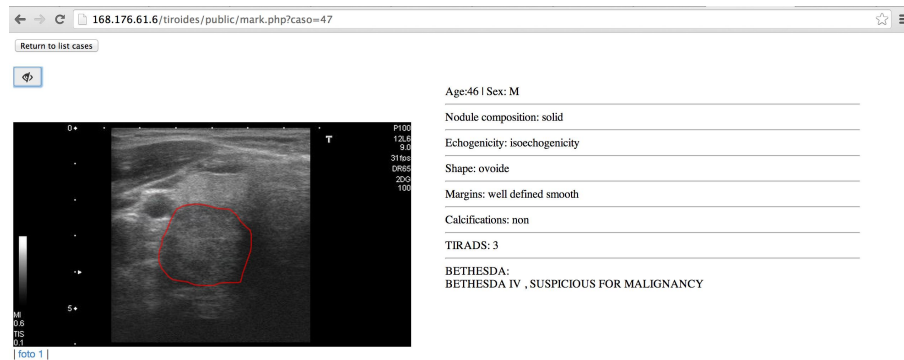 168.176.61.6/tiroides/public/mark.php?caso=47
Return to list cases
Age:46 | Sex: M
Nodule composition: solid
Echogenicity: isoechogenicity
Shape: ovoide
Margins: well defined smooth
Calcifications: non
TIRADS: 3
BETHESDA:
BETHESDA IV , SUSPICIOUS FOR MALIGNANCY
0
T
P100
12L6
9.0
31fps
DR65
2DG
100
5
MI
0.6
TIS
0.1
| foto 1 |